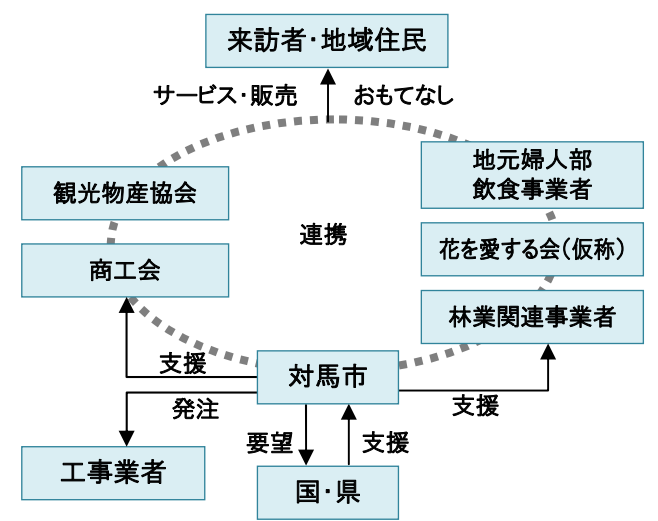 来訪者・地域住民
サービス・販売
おもてなし
観光物産協会
地元婦人部
飲食事業者
連携
花を愛する会（仮称）
商工会
林業関連事業者
支援
対馬市
発注
支援
要望
支援
工事業者
国・県